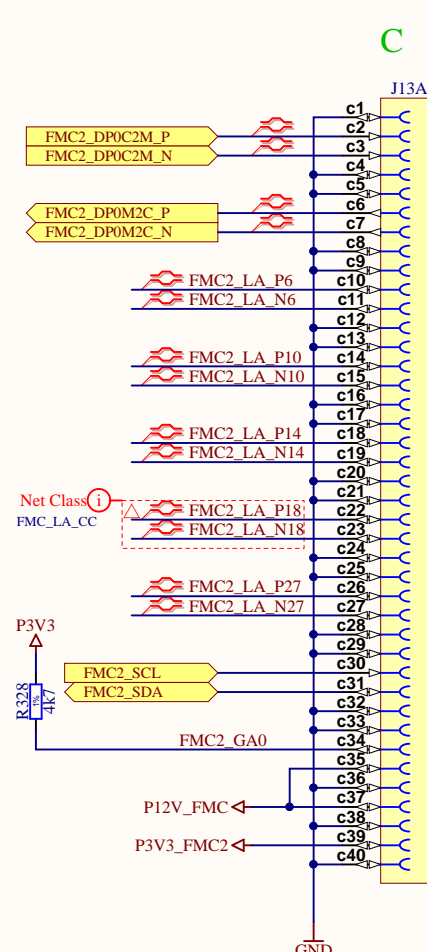 C
J13A
c1
FMC2_DP0C2M_P c2
FMC2_DP0C2M_N c3
c4
c5
FMC2_DP0M2C_P c6
FMC2_DP0M2C_N c7
c8
c9
FMC2_LA_P6 c10
FMC2_LA_N6 c11
c12
c13
FMC2_LA_P10 c14
FMC2_LA_N10 c15
c16
c17
FMC2_LA_P14 c18
FMC2_LA_N14 c19
c20
Net Class i c21
FMC2_LA_P18 c22
FMC_LA_CC
FMC2_LA_N18 c23
c24
c25
FMC2_LA_P27 c26
FMC2_LA_N27 c27
P3V3 c28
c29
FMC2_SCL c30
FMC2_SDA c31
R328 1% 4k7
c32
c33
FMC2_GA0 c34
c35
c36
P12V_FMC c37
c38
P3V3_FMC2 c39
c40
GND